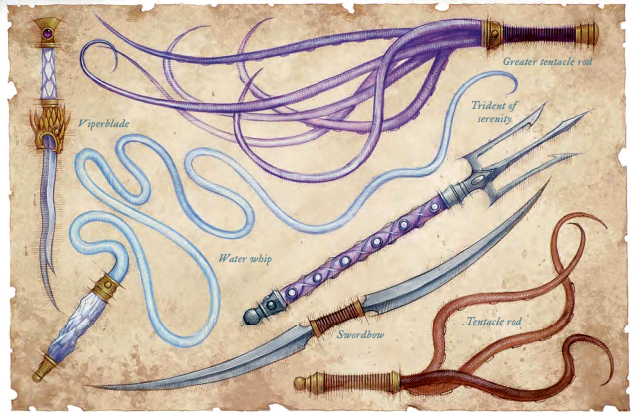 Greater tentacle rod
Trident of
serenity
Viperblade
Water whip
Swordbow
Tentacle rod